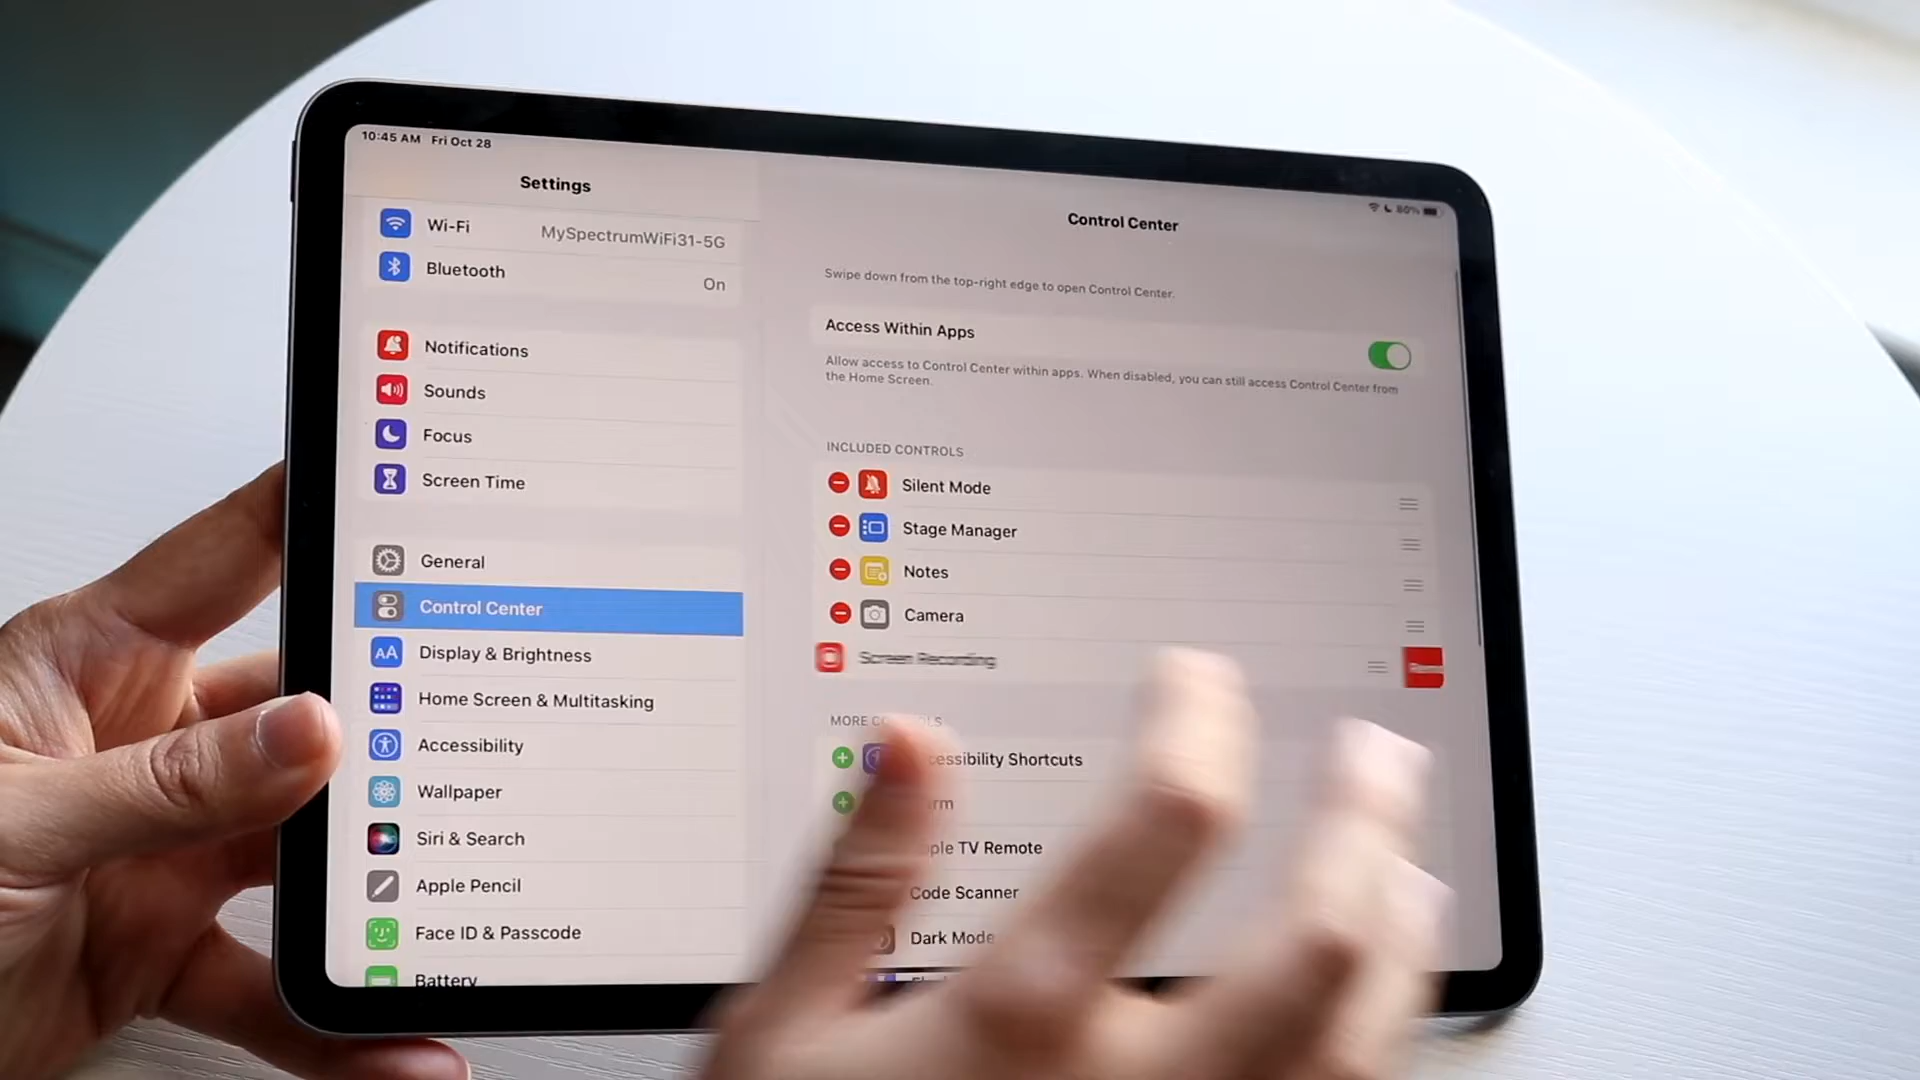 10:45 AM Fri Oct 28
80%
Settings
Wi-Fi MySpectrumWiFi31-5G
Bluetooth On
Notifications
Sounds
Focus
Screen Time
General
Control Center
AA Display & Brightness
Home Screen & Multitasking
Accessibility
Wallpaper
Siri & Search
Apple Pencil
Face ID & Passcode
Battery
Control Center
Swipe down from the top-right edge to open Control Center.
Access Within Apps
Allow access to Control Center within apps. When disabled, you can still access Control Center from
the Home Screen.
INCLUDED CONTROLS
Silent Mode
Stage Manager
Notes
Camera
Screen Recording
MORE
cessibility Shortcuts
TV Remote
Code Scanner
Dark Mode